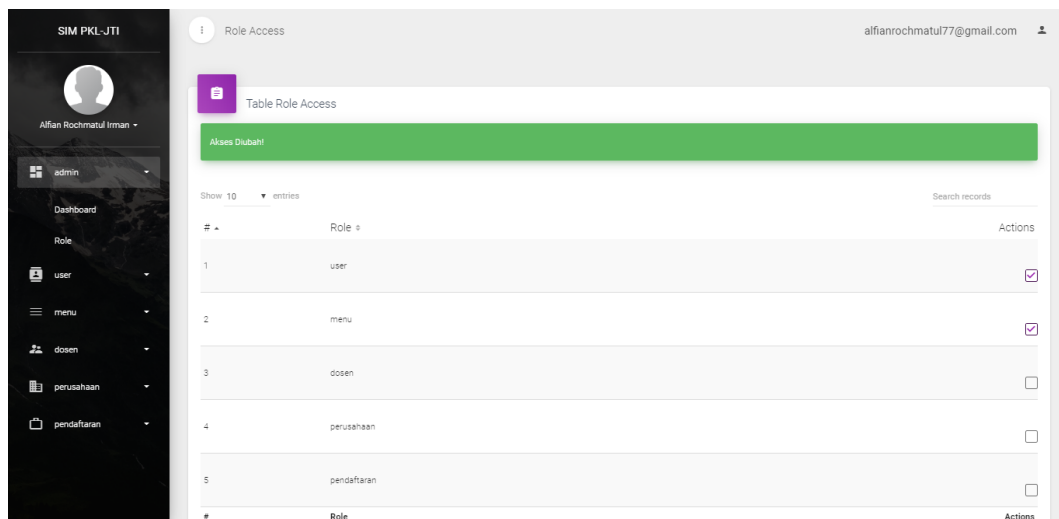 SIM PKL-JTI
Alfian Rochmatul Irman
admin
Dashboard
Role
user
menu
dosen
perusahaan
pendaftaran
Role Access
alfianrochmatul77@gmail.com
Table Role Access
Akses Diubah!
Show 10 entries
Search records
# Role Actions
1 user
2 menu
3 dosen
4 perusahaan
5 pendaftaran
# Role Actions